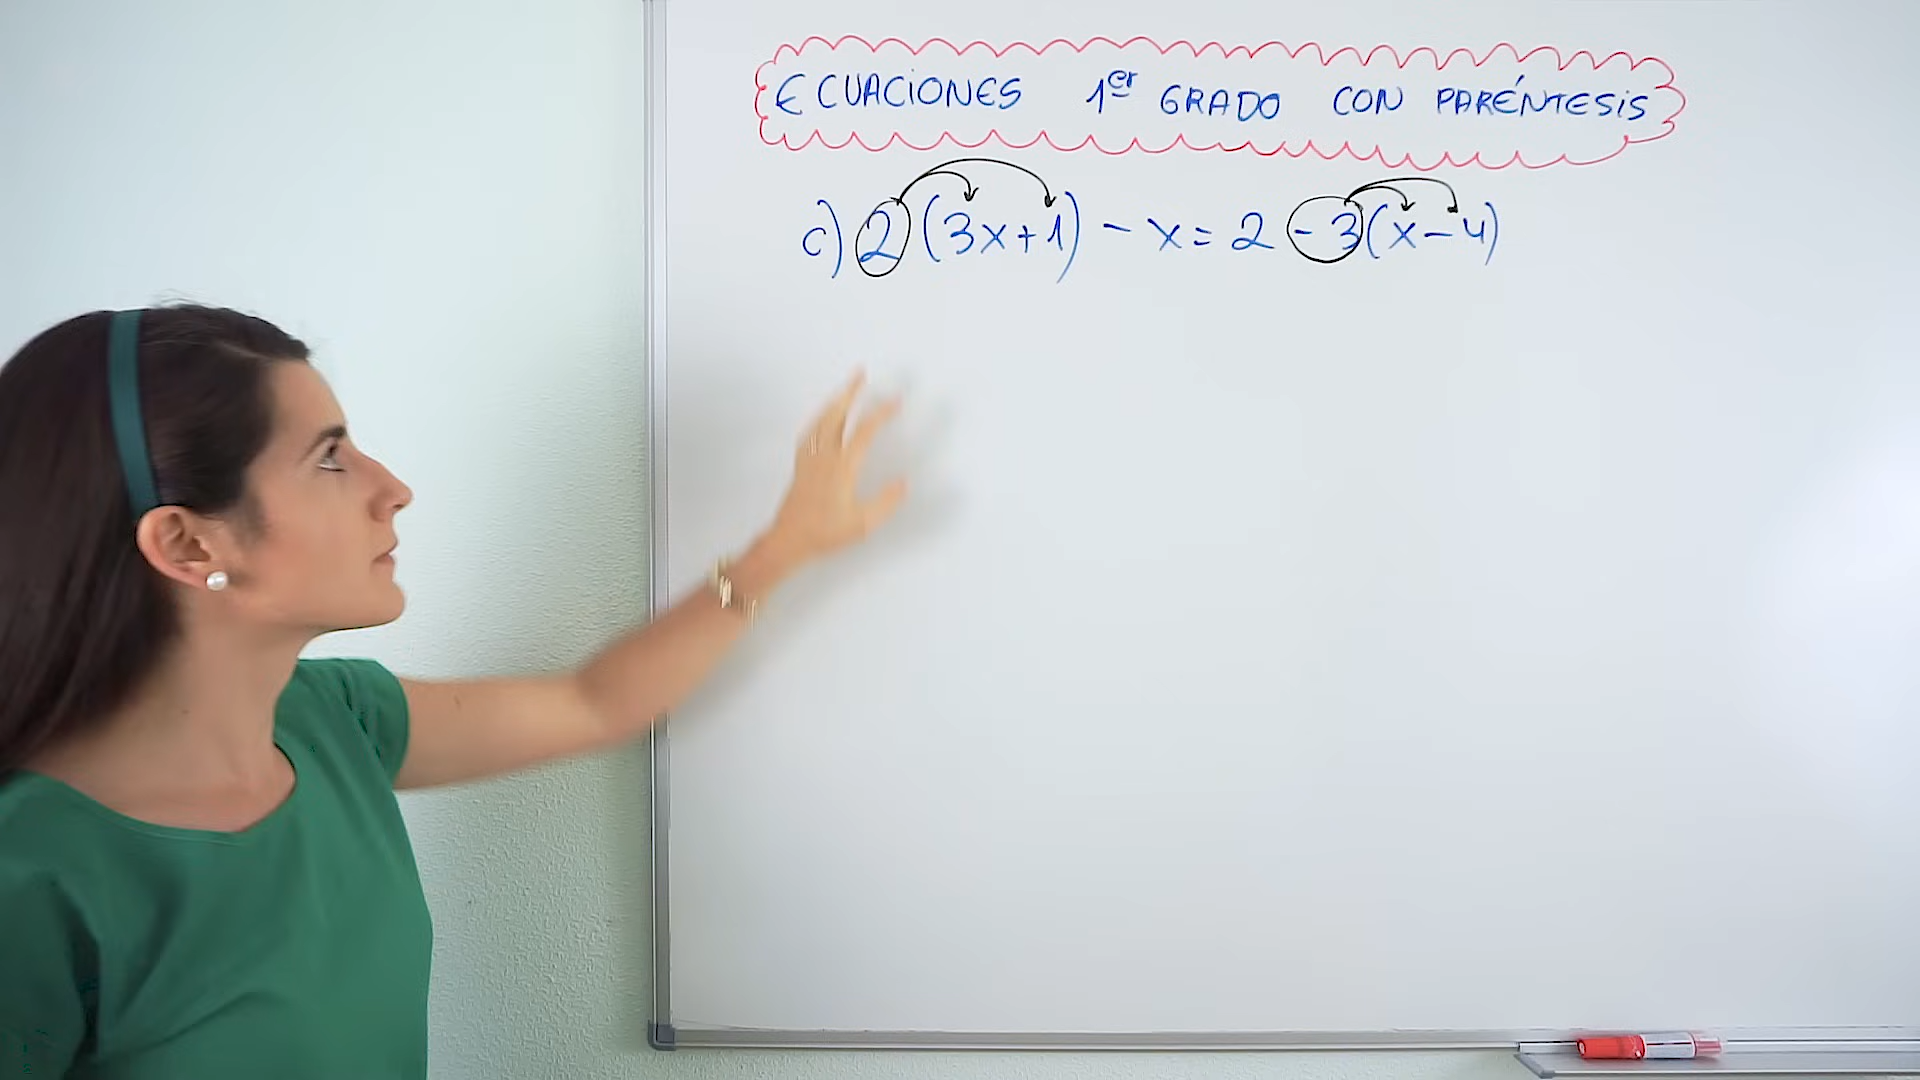 ECUACIONES 1er GRADO CON PARÉNTESIS
c) 2 (3x+1) - x = 2 - 3(x-4)